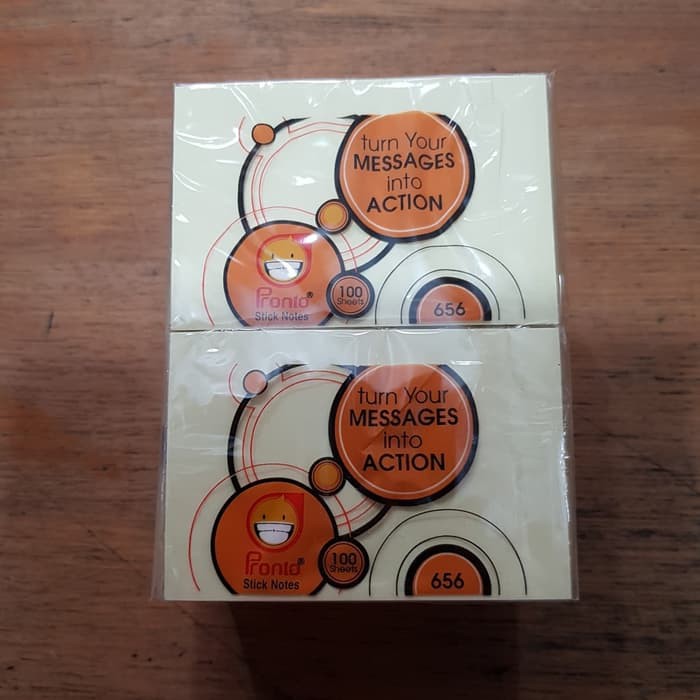 turn Your
MESSAGES
into
ACTION
Pronto®
Stick Notes
100
Sheets
656
turn Your
MESSAGES
into
ACTION
Pronto®
Stick Notes
100
Sheets
656